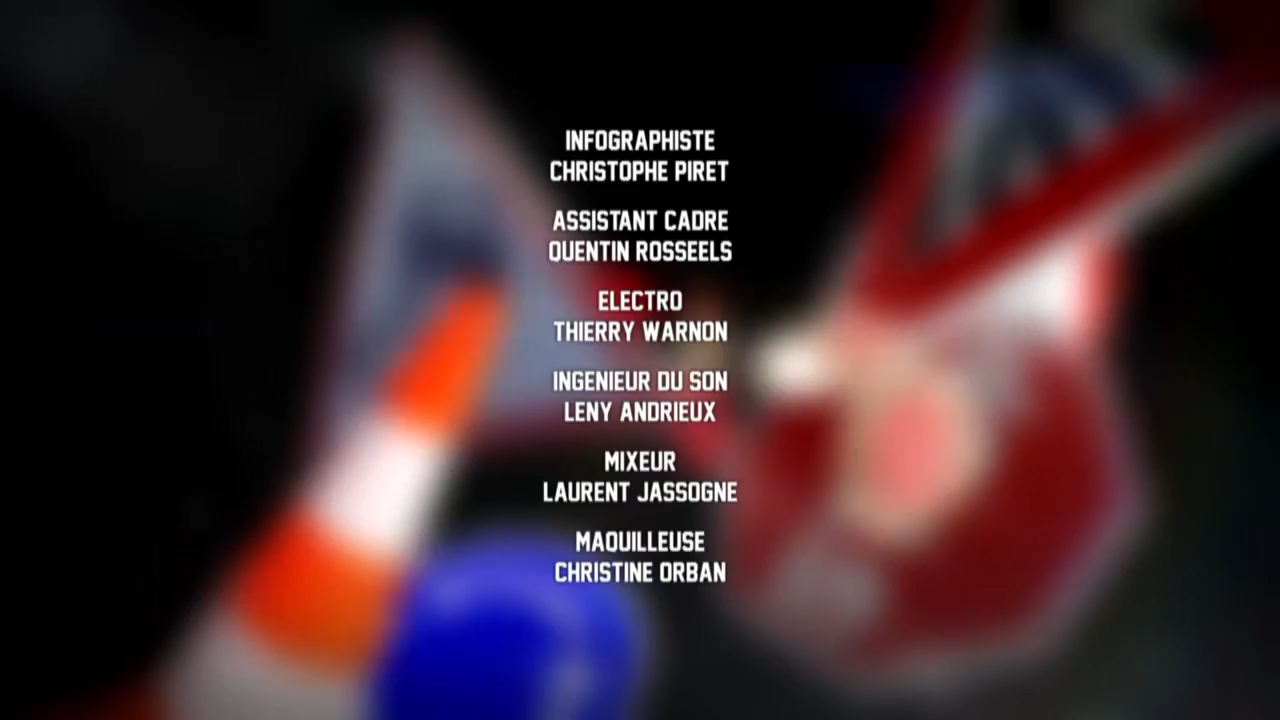 INFOGRAPHISTE
CHRISTOPHE PIRET
ASSISTANT CADRE
QUENTIN ROSSEELS
ELECTRO
THIERRY WARNON
INGENIEUR DU SON
LENY ANDRIEUX
MIXEUR
LAURENT JASSOGNE
MAQUILLEUSE
CHRISTINE ORBAN